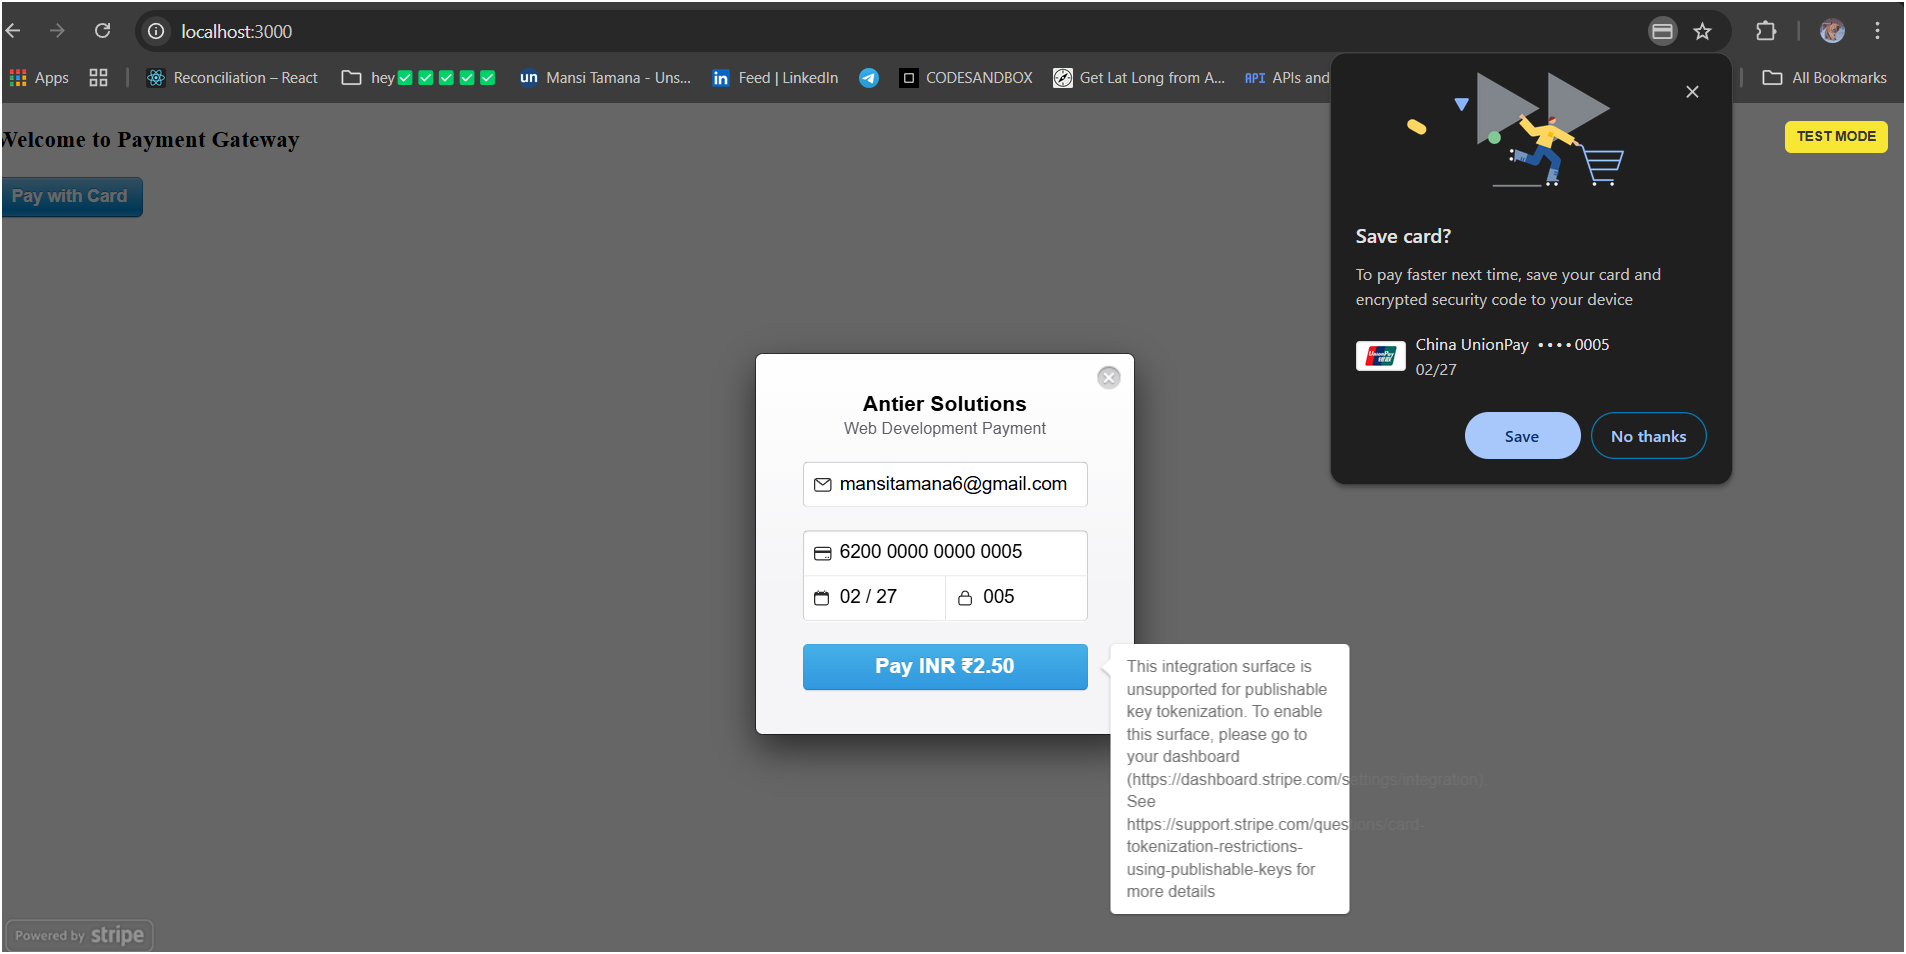 localhost:3000
Apps
Reconciliation – React
hey
un
Mansi Tamana - Uns...
in
Feed | LinkedIn
CODESANDBOX
Get Lat Long from A...
API
APIs and
All Bookmarks
Welcome to Payment Gateway
TEST MODE
Pay with Card
Save card?
To pay faster next time, save your card and
encrypted security code to your device
UnionPay
China UnionPay •••• 0005
02/27
Save
No thanks
Antier Solutions
Web Development Payment
mansitamana6@gmail.com
6200 0000 0000 0005
02 / 27
005
Pay INR ₹2.50
This integration surface is
unsupported for publishable
key tokenization. To enable
this surface, please go to
your dashboard
(https://dashboard.stripe.com/settings/integration).
See
https://support.stripe.com/questions/card-
tokenization-restrictions-
using-publishable-keys for
more details
Powered by stripe